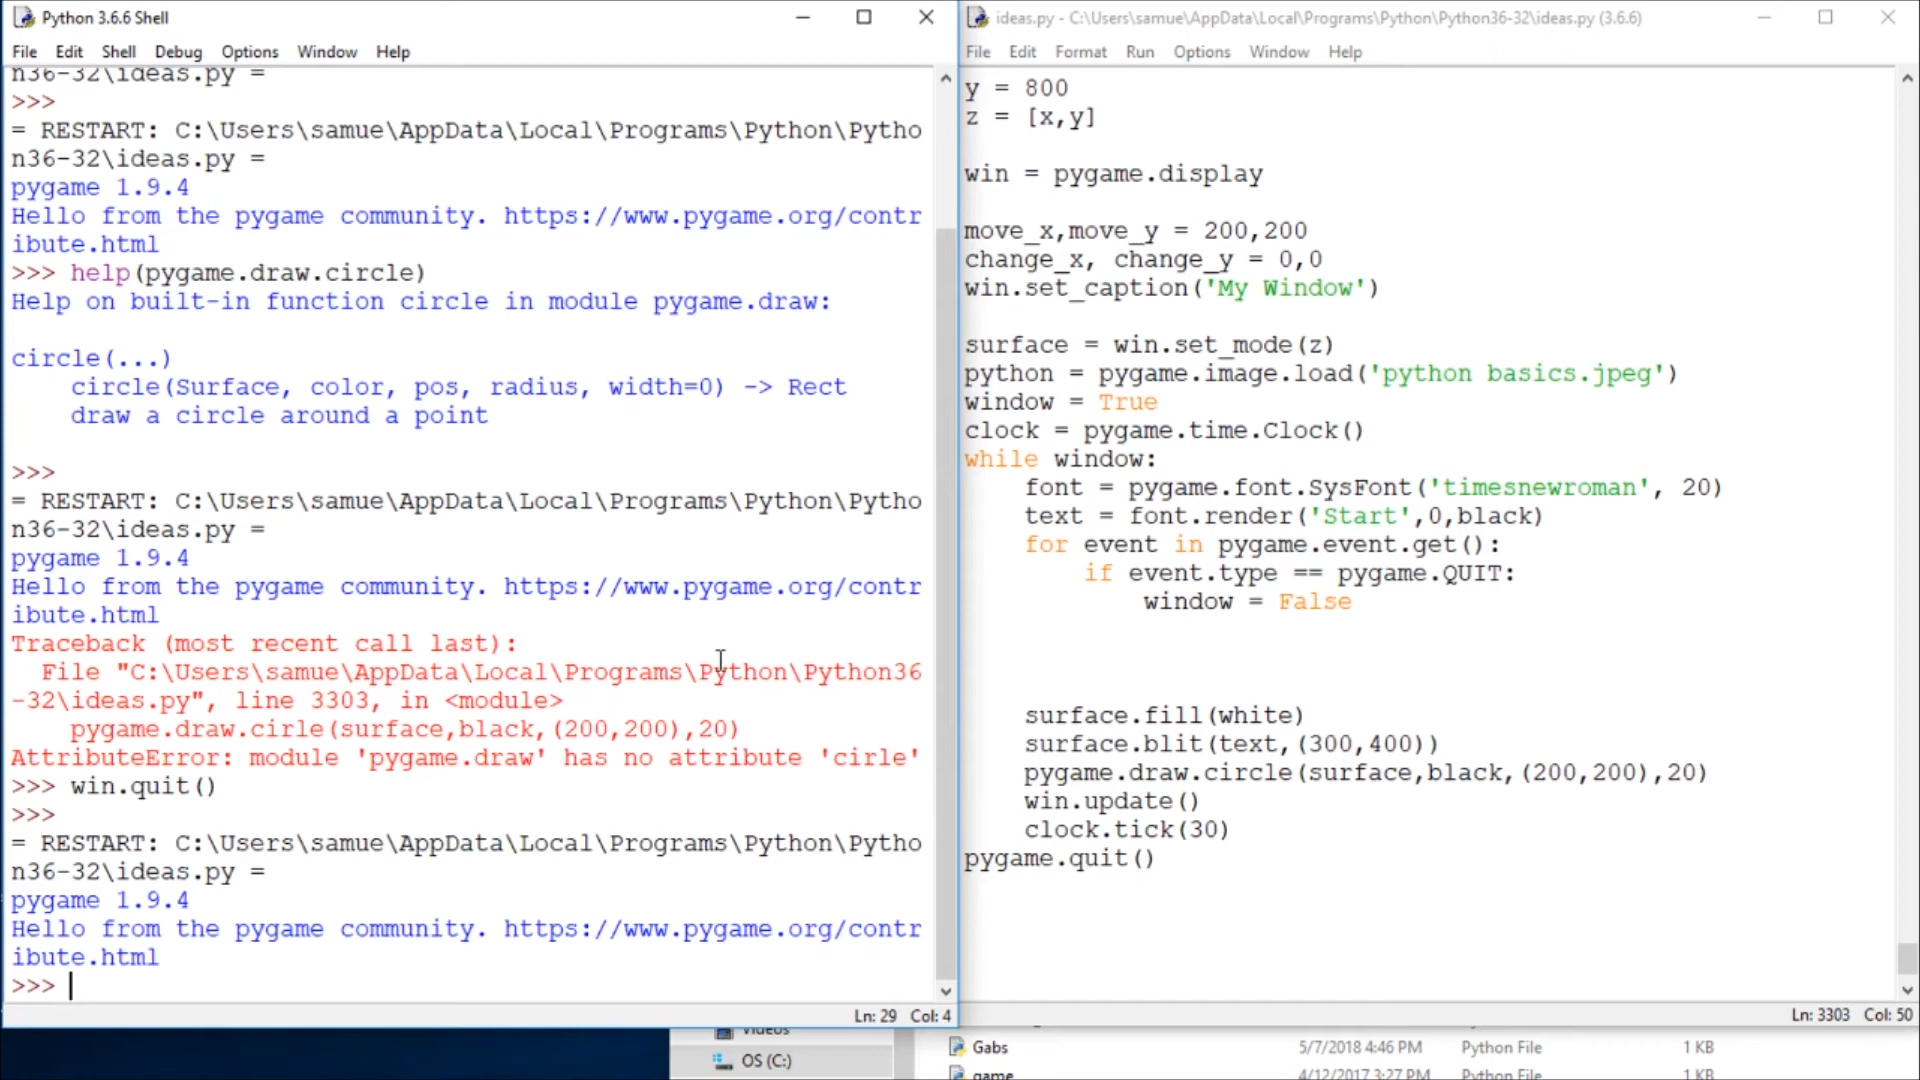 Python 3.6.6 Shell
File Edit Shell Debug Options Window Help
n36-32\ideas.py =
>>>
= RESTART: C:\Users\samue\AppData\Local\Programs\Python\Pytho
n36-32\ideas.py =
pygame 1.9.4
Hello from the pygame community. https://www.pygame.org/contr
ibute.html
>>> help(pygame.draw.circle)
Help on built-in function circle in module pygame.draw:
circle(...)
    circle(Surface, color, pos, radius, width=0) -> Rect
    draw a circle around a point
>>>
= RESTART: C:\Users\samue\AppData\Local\Programs\Python\Pytho
n36-32\ideas.py =
pygame 1.9.4
Hello from the pygame community. https://www.pygame.org/contr
ibute.html
Traceback (most recent call last):
  File "C:\Users\samue\AppData\Local\Programs\Python\Python36
-32\ideas.py", line 3303, in <module>
    pygame.draw.cirle(surface,black,(200,200),20)
AttributeError: module 'pygame.draw' has no attribute 'cirle'
>>> win.quit()
>>>
= RESTART: C:\Users\samue\AppData\Local\Programs\Python\Pytho
n36-32\ideas.py =
pygame 1.9.4
Hello from the pygame community. https://www.pygame.org/contr
ibute.html
>>>
Ln: 29 Col: 4
ideas.py - C:\Users\samue\AppData\Local\Programs\Python\Python36-32\ideas.py (3.6.6)
File Edit Format Run Options Window Help
y = 800
z = [x,y]
win = pygame.display
move_x,move_y = 200,200
change_x, change_y = 0,0
win.set_caption('My Window')
surface = win.set_mode(z)
python = pygame.image.load('python basics.jpeg')
window = True
clock = pygame.time.Clock()
while window:
    font = pygame.font.SysFont('timesnewroman', 20)
    text = font.render('Start',0,black)
    for event in pygame.event.get():
        if event.type == pygame.QUIT:
            window = False
    surface.fill(white)
    surface.blit(text,(300,400))
    pygame.draw.circle(surface,black,(200,200),20)
    win.update()
    clock.tick(30)
pygame.quit()
Ln: 3303 Col: 50
Videos
OS (C:)
Gabs 5/7/2018 4:46 PM Python File 1 KB
game 4/12/2017 3:27 PM Python File 1 KB